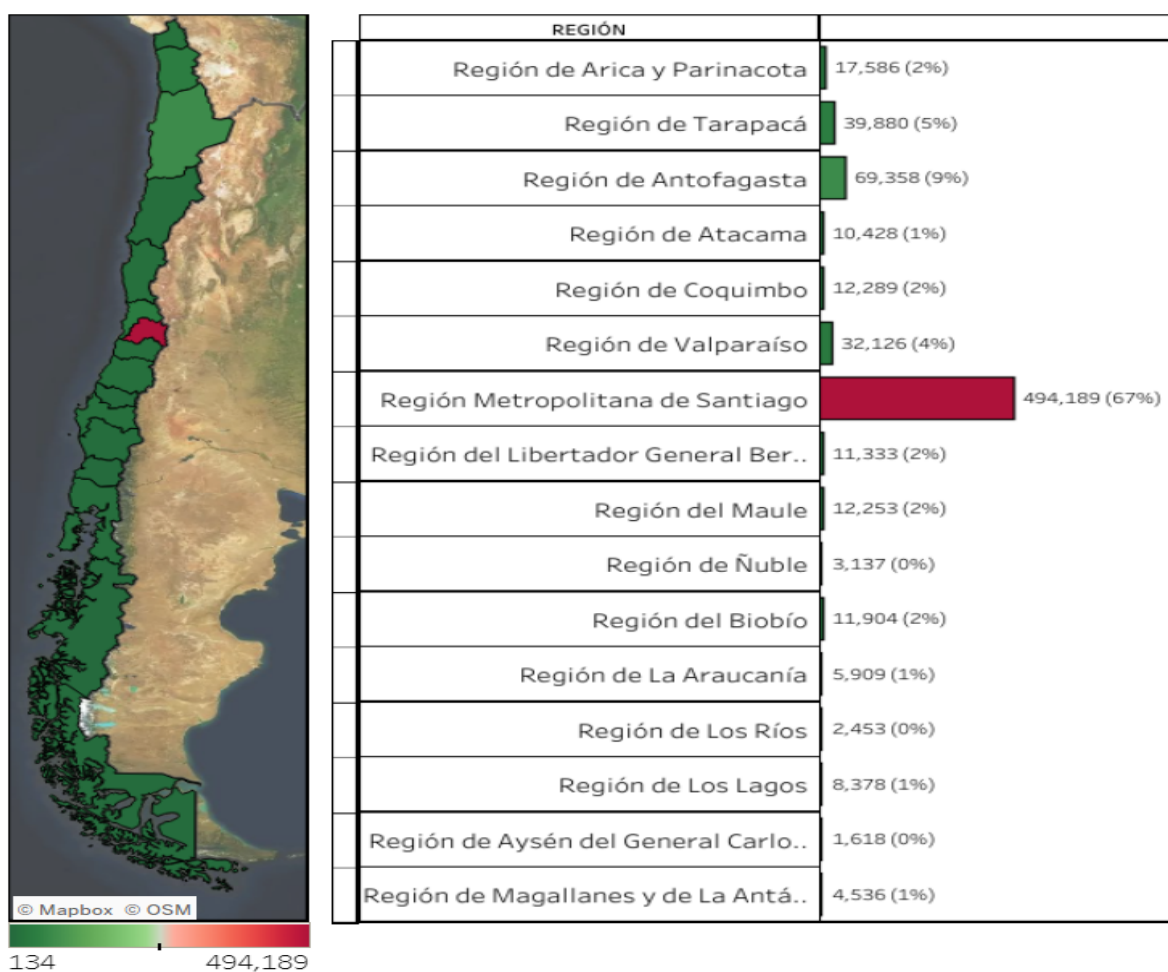 REGIÓN
Región de Arica y Parinacota 17,586 (2%)
Región de Tarapacá 39,880 (5%)
Región de Antofagasta 69,358 (9%)
Región de Atacama 10,428 (1%)
Región de Coquimbo 12,289 (2%)
Región de Valparaíso 32,126 (4%)
Región Metropolitana de Santiago 494,189 (67%)
Región del Libertador General Ber.. 11,333 (2%)
Región del Maule 12,253 (2%)
Región de Ñuble 3,137 (0%)
Región del Biobío 11,904 (2%)
Región de La Araucanía 5,909 (1%)
Región de Los Ríos 2,453 (0%)
Región de Los Lagos 8,378 (1%)
Región de Aysén del General Carlo.. 1,618 (0%)
Región de Magallanes y de La Antá.. 4,536 (1%)
© Mapbox © OSM
134 494,189